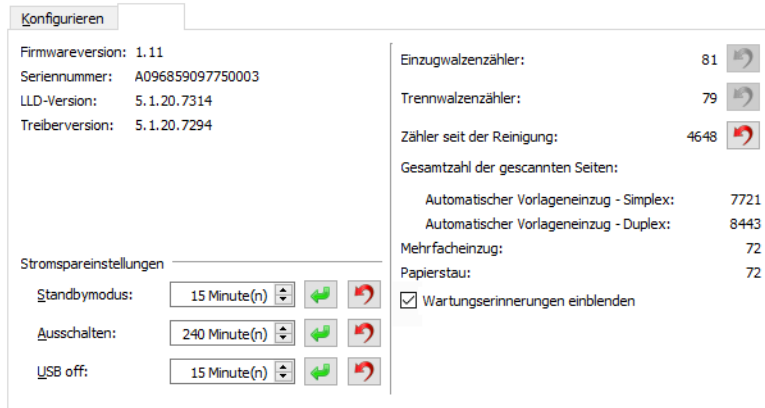 Konfigurieren
Firmwareversion: 1.11
Seriennummer: A096859097750003
LLD-Version: 5.1.20.7314
Treiberversion: 5.1.20.7294
Stromspareinstellungen
Standbymodus: 15 Minute(n)
Ausschalten: 240 Minute(n)
USB off: 15 Minute(n)
Einzugwalzenzähler: 81
Trennwalzenzähler: 79
Zähler seit der Reinigung: 4648
Gesamtzahl der gescannten Seiten:
Automatischer Vorlageneinzug - Simplex: 7721
Automatischer Vorlageneinzug - Duplex: 8443
Mehrfacheinzug: 72
Papierstau: 72
Wartungserinnerungen einblenden